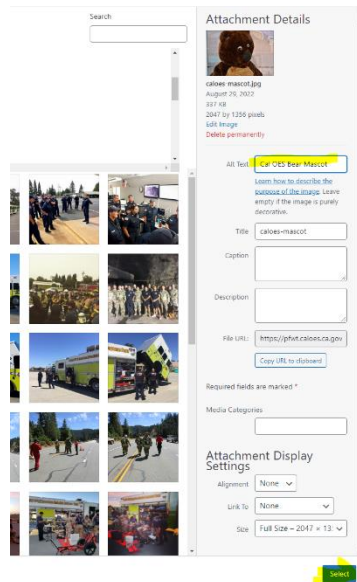 Search
Attachment Details
caloes-mascot.jpg
August 29, 2022
337 KB
2047 by 1356 pixels
Edit Image
Delete permanently
Alt Text
Cal OES Bear Mascot
Learn how to describe the
purpose of the image. Leave
empty if the image is purely
decorative.
Title
caloes-mascot
Caption
Description
File URL:
https://pfwt.caloes.ca.gov
Copy URL to clipboard
Required fields are marked *
Media Categories
Attachment Display
Settings
Alignment
None
Link To
None
Size
Full Size – 2047 × 13
Select